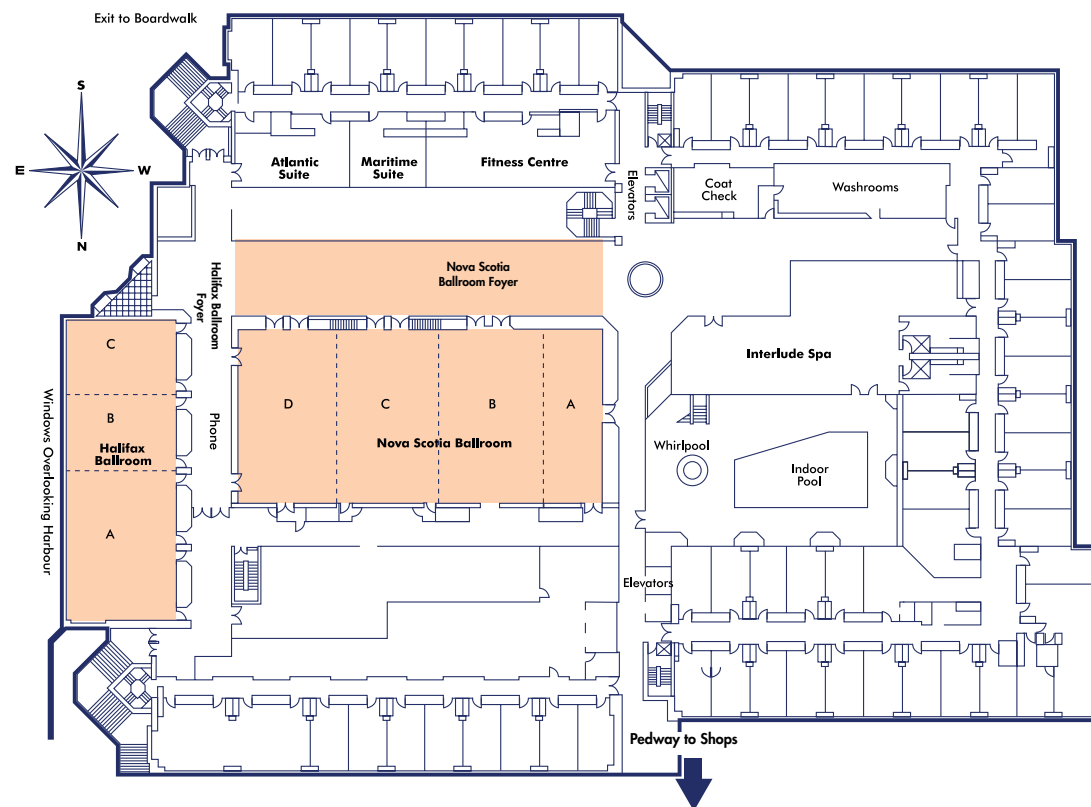 Exit to Boardwalk
S
E
W
N
Atlantic
Suite
Maritime
Suite
Fitness Centre
Elevators
Coat
Check
Washrooms
Halifax Ballroom
Foyer
Nova Scotia
Ballroom Foyer
Interlude Spa
C
B
Halifax
Ballroom
A
Windows Overlooking Harbour
Phone
D
C
B
A
Nova Scotia Ballroom
Whirlpool
Indoor
Pool
Elevators
Pedway to Shops